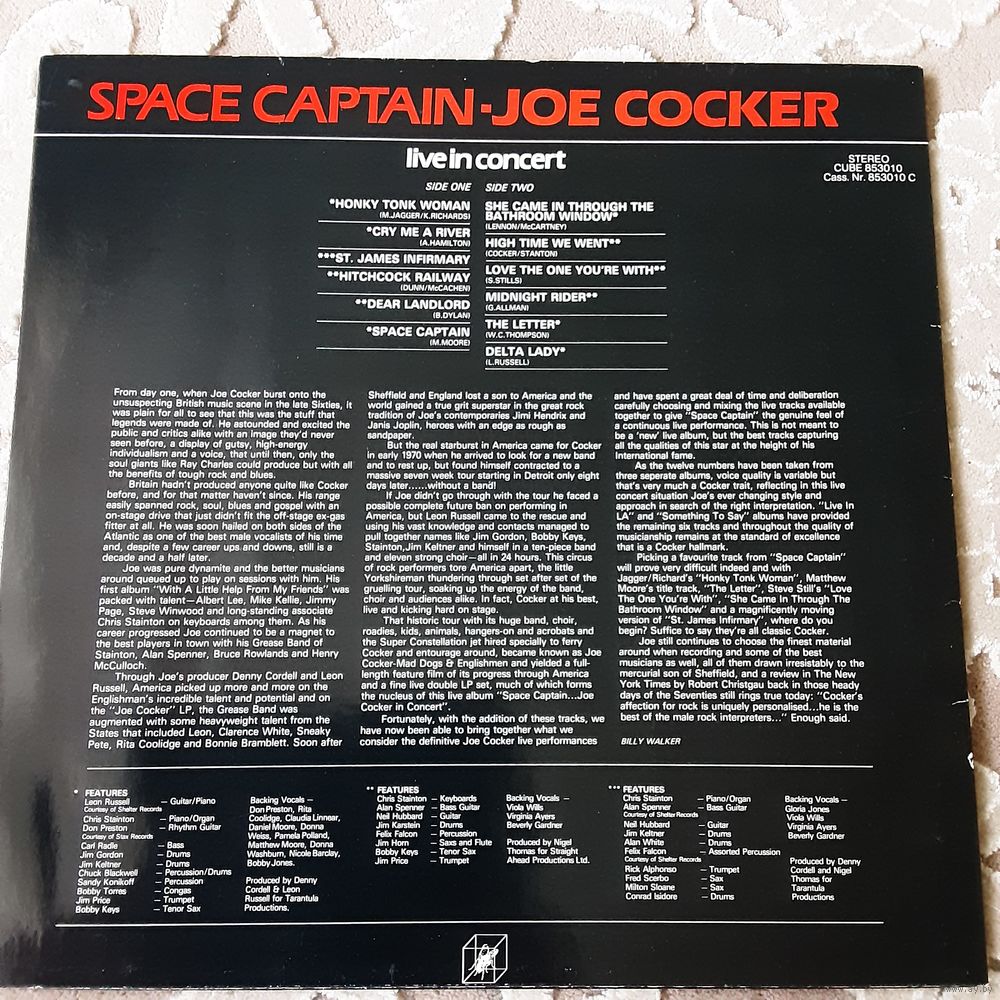 SPACE CAPTAIN-JOE COCKER
live in concert
STEREO
CUBE 853010
Cass. Nr. 853010 C
SIDE ONE
*HONKY TONK WOMAN
(M.JAGGER/K.RICHARDS)
*CRY ME A RIVER
(A.HAMILTON)
***ST. JAMES INFIRMARY
**HITCHCOCK RAILWAY
(DUNN/McCACHEN)
**DEAR LANDLORD
(B.DYLAN)
*SPACE CAPTAIN
(M.MOORE)
SIDE TWO
SHE CAME IN THROUGH THE
BATHROOM WINDOW*
(LENNON/McCARTNEY)
HIGH TIME WE WENT**
(COCKER/STANTON)
LOVE THE ONE YOU'RE WITH**
(S.STILLS)
MIDNIGHT RIDER**
(G.ALLMAN)
THE LETTER*
(W.C.THOMPSON)
DELTA LADY*
(L.RUSSELL)
From day one, when Joe Cocker burst onto the
unsuspecting British music scene in the late Sixties, it
was plain for all to see that this was the stuff that
legends were made of. He astounded and excited the
public and critics alike with an image they'd never
seen before, a display of gutsy, high-energy
individualism and a voice, that until then, only the
soul giants like Ray Charles could produce but with all
the benefits of tough rock and blues.
Britain hadn't produced anyone quite like Cocker
before, and for that matter haven't since. His range
easily spanned rock, soul, blues and gospel with an
on-stage drive that just didn't fit the off-stage ex-gas
fitter at all. He was soon hailed on both sides of the
Atlantic as one of the best male vocalists of his time
and, despite a few career ups and downs, still is a
decade and a half later.
Joe was pure dynamite and the better musicians
around queued up to play on sessions with him. His
first album "With A Little Help From My Friends" was
packed with talent—Albert Lee, Mike Kellie, Jimmy
Page, Steve Winwood and long-standing associate
Chris Stainton on keyboards among them. As his
career progressed Joe continued to be a magnet to
the best players in town with his Grease Band of
Stainton, Alan Spenner, Bruce Rowlands and Henry
McCulloch.
Through Joe's producer Denny Cordell and Leon
Russell, America picked up more and more on the
Englishman's incredible talent and potential and on
the "Joe Cocker" LP, the Grease Band was
augmented with some heavyweight talent from the
States that included Leon, Clarence White, Sneaky
Pete, Rita Coolidge and Bonnie Bramblett. Soon after
Sheffield and England lost a son to America and the
world gained a true grit superstar in the great rock
tradition of Joe's contemporaries Jimi Hendrix and
Janis Joplin, heroes with an edge as rough as
sandpaper.
But the real starburst in America came for Cocker
in early 1970 when he arrived to look for a new band
and to rest up, but found himself contracted to a
massive seven week tour starting in Detroit only eight
days later.....without a band!
If Joe didn't go through with the tour he faced a
possible complete future ban on performing in
America, but Leon Russell came to the rescue and
using his vast knowledge and contacts managed to
pull together names like Jim Gordon, Bobby Keys,
Stainton,Jim Keltner and himself in a ten-piece band
and eleven strong choir—all in 24 hours. This circus
of rock performers tore America apart, the little
Yorkshireman thundering through set after set of the
gruelling tour, soaking up the energy of the band,
choir and audiences alike. In fact, Cocker at his best,
live and kicking hard on stage.
That historic tour with its huge band, choir,
roadies, kids, animals, hangers-on and acrobats and
the Super Constellation jet hired specially to ferry
Cocker and entourage around, became known as Joe
Cocker-Mad Dogs & Englishmen and yielded a full-
length feature film of its progress through America
and a fine live double LP set, much of which forms
the nucleus of this live album "Space Captain...Joe
Cocker in Concert".
Fortunately, with the addition of these tracks, we
have now been able to bring together what we
consider the definitive Joe Cocker live performances
and have spent a great deal of time and deliberation
carefully choosing and mixing the live tracks available
together to give "Space Captain" the genuine feel of
a continuous live performance. This is not meant to
be a 'new' live album, but the best tracks capturing
all the qualities of this star at the height of his
International fame.
As the twelve numbers have been taken from
three seperate albums, voice quality is variable but
that's very much a Cocker trait, reflecting in this live
concert situation Joe's ever changing style and
approach in search of the right interpretation. "Live In
LA" and "Something To Say" albums have provided
the remaining six tracks and throughout the quality of
musicianship remains at the standard of excellence
that is a Cocker hallmark.
Picking a favourite track from "Space Captain"
will prove very difficult indeed and with
Jagger/Richard's "Honky Tonk Woman", Matthew
Moore's title track, "The Letter", Steve Still's "Love
The One You're With", "She Came In Through The
Bathroom Window" and a magnificently moving
version of "St. James Infirmary", where do you
begin? Suffice to say they're all classic Cocker.
Joe still continues to choose the finest material
around when recording and some of the best
musicians as well, all of them drawn irresistably to the
mercurial son of Sheffield, and a review in The New
York Times by Robert Christgau back in those heady
days of the Seventies still rings true today: "Cocker's
affection for rock is uniquely personalised...he is the
best of the male rock interpreters..." Enough said.
BILLY WALKER
* FEATURES
Leon Russell — Guitar/Piano
Courtesy of Shelter Records
Chris Stainton — Piano/Organ
Don Preston — Rhythm Guitar
Courtesy of Stax Records
Carl Radle — Bass
Jim Gordon — Drums
Jim Keltner — Drums
Chuck Blackwell — Percussion/Drums
Sandy Konikoff — Percussion
Bobby Torres — Congas
Jim Price — Trumpet
Bobby Keys — Tenor Sax
Backing Vocals —
Don Preston, Rita
Coolidge, Claudia Linnear,
Daniel Moore, Donna
Weiss, Pamela Polland,
Matthew Moore, Donna
Washburn, Nicole Barclay,
Bobby Jones.
Produced by Denny
Cordell & Leon
Russell for Tarantula
Productions.
** FEATURES
Chris Stainton — Keyboards
Alan Spenner — Bass Guitar
Neil Hubbard — Guitar
Jim Karstein — Drums
Felix Falcon — Percussion
Jim Horn — Sax and Flute
Bobby Keys — Tenor Sax
Jim Price — Trumpet
Backing Vocals —
Viola Wills
Virginia Ayers
Beverly Gardner
Produced by Nigel
Thomas for Straight
Ahead Productions Ltd.
*** FEATURES
Chris Stainton — Piano/Organ
Alan Spenner — Bass Guitar
Courtesy of Shelter Records
Neil Hubbard — Guitar
Jim Keltner — Drums
Alan White — Drums
Felix Falcon — Assorted Percussion
Courtesy of Shelter Records
Rick Alphonso — Trumpet
Fred Scerbo — Sax
Milton Sloane — Sax
Conrad Isidore — Drums
Backing Vocals —
Gloria Jones
Viola Wills
Virginia Ayers
Beverly Gardner
Produced by Denny
Cordell and Nigel
Thomas for
Tarantula
Productions
www.ay.by